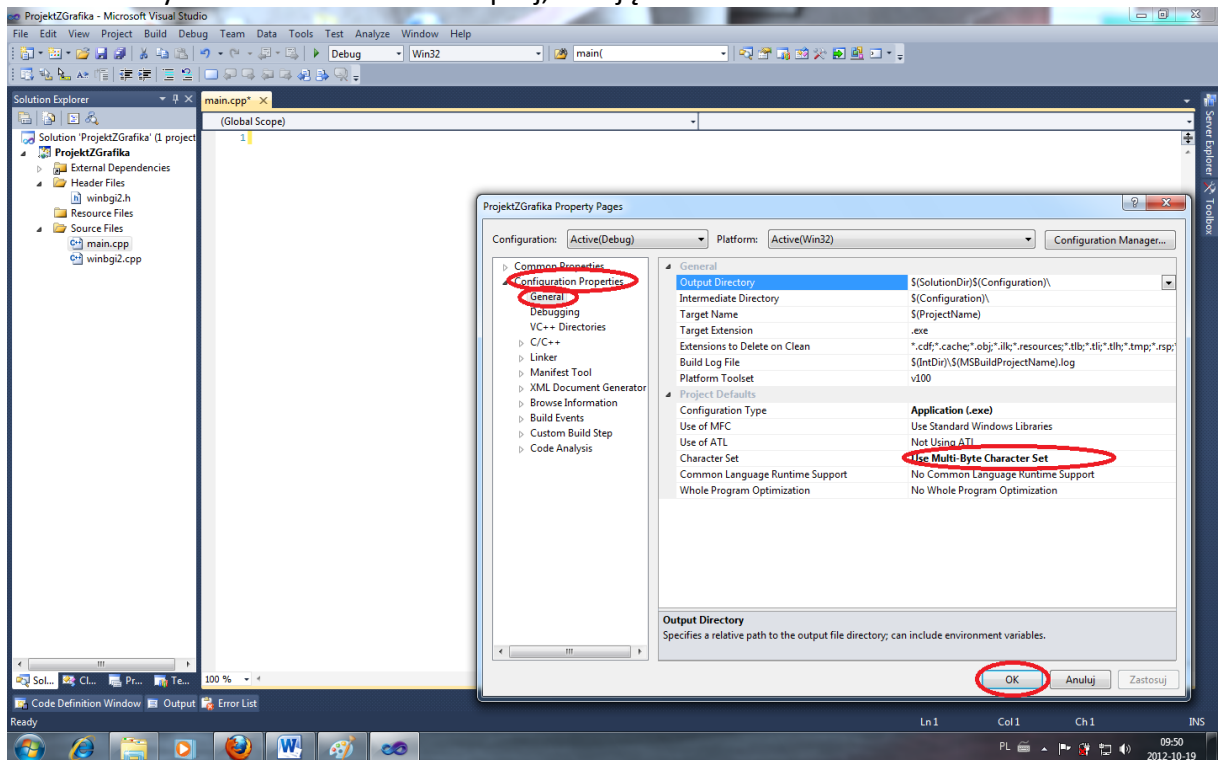 ProjektZGrafika - Microsoft Visual Studio
File Edit View Project Build Debug Team Data Tools Test Analyze Window Help
Debug Win32 main(
Solution Explorer
main.cpp*
(Global Scope)
1
Solution 'ProjektZGrafika' (1 project
ProjektZGrafika
External Dependencies
Header Files
winbgi2.h
Resource Files
Source Files
main.cpp
winbgi2.cpp
Server Explorer
Toolbox
ProjektZGrafika Property Pages
Configuration: Active(Debug) Platform: Active(Win32) Configuration Manager...
Common Properties
Configuration Properties
General
Debugging
VC++ Directories
C/C++
Linker
Manifest Tool
XML Document Generator
Browse Information
Build Events
Custom Build Step
Code Analysis
General
Output Directory $(SolutionDir)$(Configuration)\
Intermediate Directory $(Configuration)\
Target Name $(ProjectName)
Target Extension .exe
Extensions to Delete on Clean *.cdf;*.cache;*.obj;*.ilk;*.resources;*.tlb;*.tli;*.tlh;*.tmp;*.rsp;
Build Log File $(IntDir)\$(MSBuildProjectName).log
Platform Toolset v100
Project Defaults
Configuration Type Application (.exe)
Use of MFC Use Standard Windows Libraries
Use of ATL Not Using ATL
Character Set Use Multi-Byte Character Set
Common Language Runtime Support No Common Language Runtime Support
Whole Program Optimization No Whole Program Optimization
Output Directory
Specifies a relative path to the output file directory; can include environment variables.
OK Anuluj Zastosuj
Sol... Cl... Pr... Te... 100 %
Code Definition Window Output Error List
Ready Ln 1 Col 1 Ch 1 INS
PL 09:50
2012-10-19